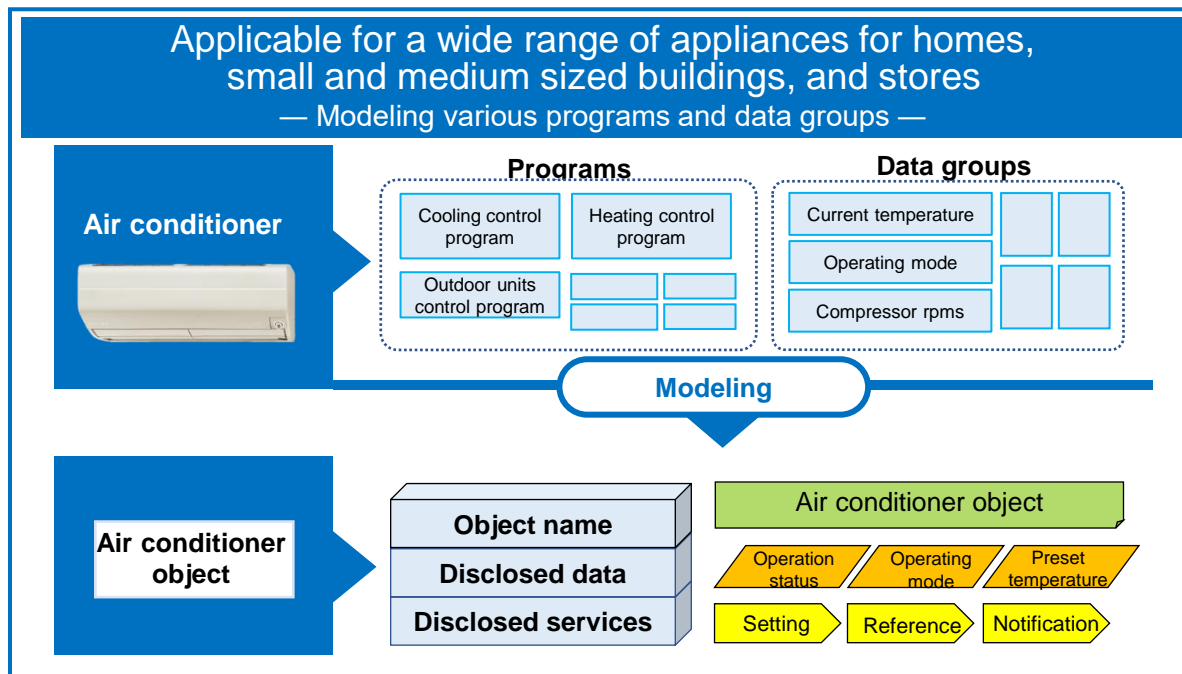 Applicable for a wide range of appliances for homes,
small and medium sized buildings, and stores
— Modeling various programs and data groups —
Air conditioner
Programs
Cooling control
program
Heating control
program
Outdoor units
control program
Data groups
Current temperature
Operating mode
Compressor rpms
Modeling
Air conditioner
object
Object name
Disclosed data
Disclosed services
Air conditioner object
Operation
status
Operating
mode
Preset
temperature
Setting
Reference
Notification